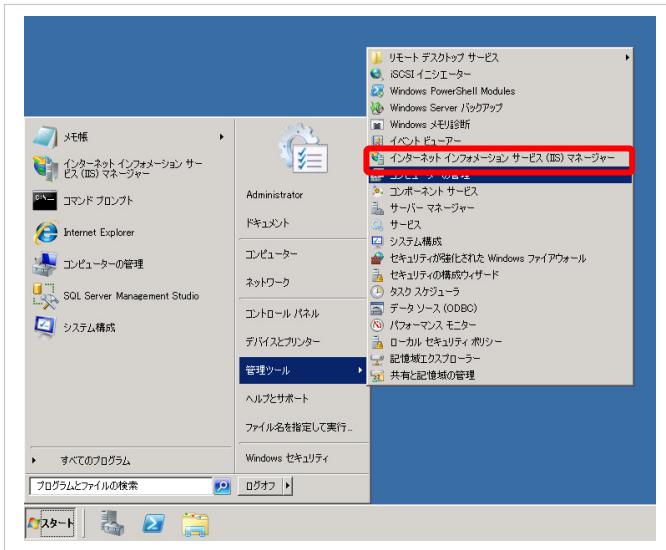 リモート デスクトップ サービス
iSCSI イニシエーター
Windows PowerShell Modules
Windows Server バックアップ
Windows メモリ診断
イベント ビューアー
インターネット インフォメーション サービス (IIS) マネージャー
コンピューターの管理
コンポーネント サービス
サーバー マネージャー
サービス
システム構成
セキュリティが強化された Windows ファイアウォール
セキュリティの構成ウィザード
タスク スケジューラ
データ ソース (ODBC)
パフォーマンス モニター
ローカル セキュリティ ポリシー
記憶域エクスプローラー
共有と記憶域の管理
メモ帳
インターネット インフォメーション サー
ビス (IIS) マネージャー
コマンド プロンプト
Internet Explorer
コンピューターの管理
SQL Server Management Studio
システム構成
すべてのプログラム
プログラムとファイルの検索
Administrator
ドキュメント
コンピューター
ネットワーク
コントロール パネル
デバイスとプリンター
管理ツール
ヘルプとサポート
ファイル名を指定して実行...
Windows セキュリティ
ログオフ
スタート